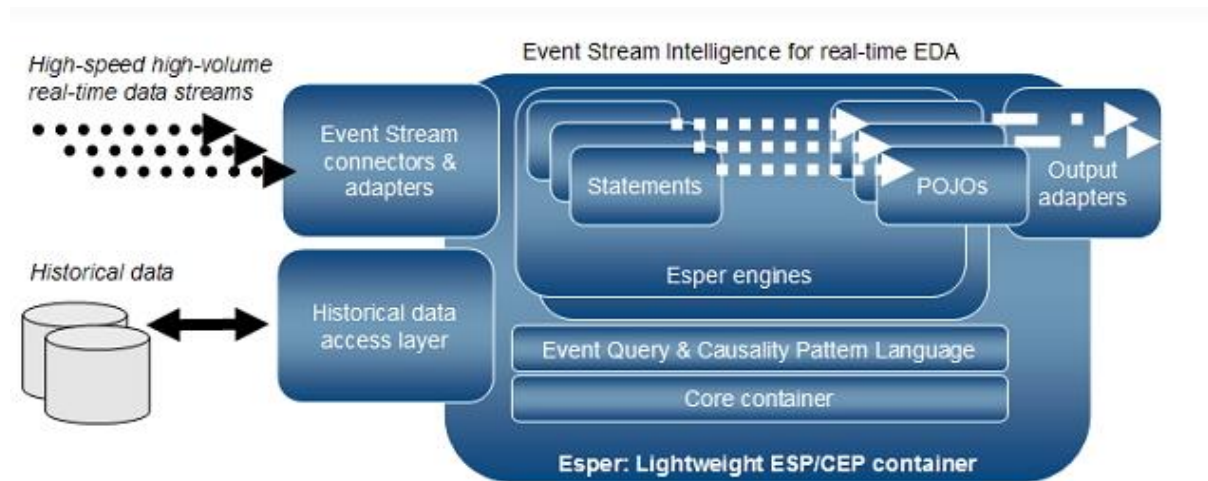 Event Stream Intelligence for real-time EDA
High-speed high-volume
real-time data streams
Event Stream
connectors &
adapters
Statements
POJOs
Output
adapters
Esper engines
Historical data
Historical data
access layer
Event Query & Causality Pattern Language
Core container
Esper: Lightweight ESP/CEP container